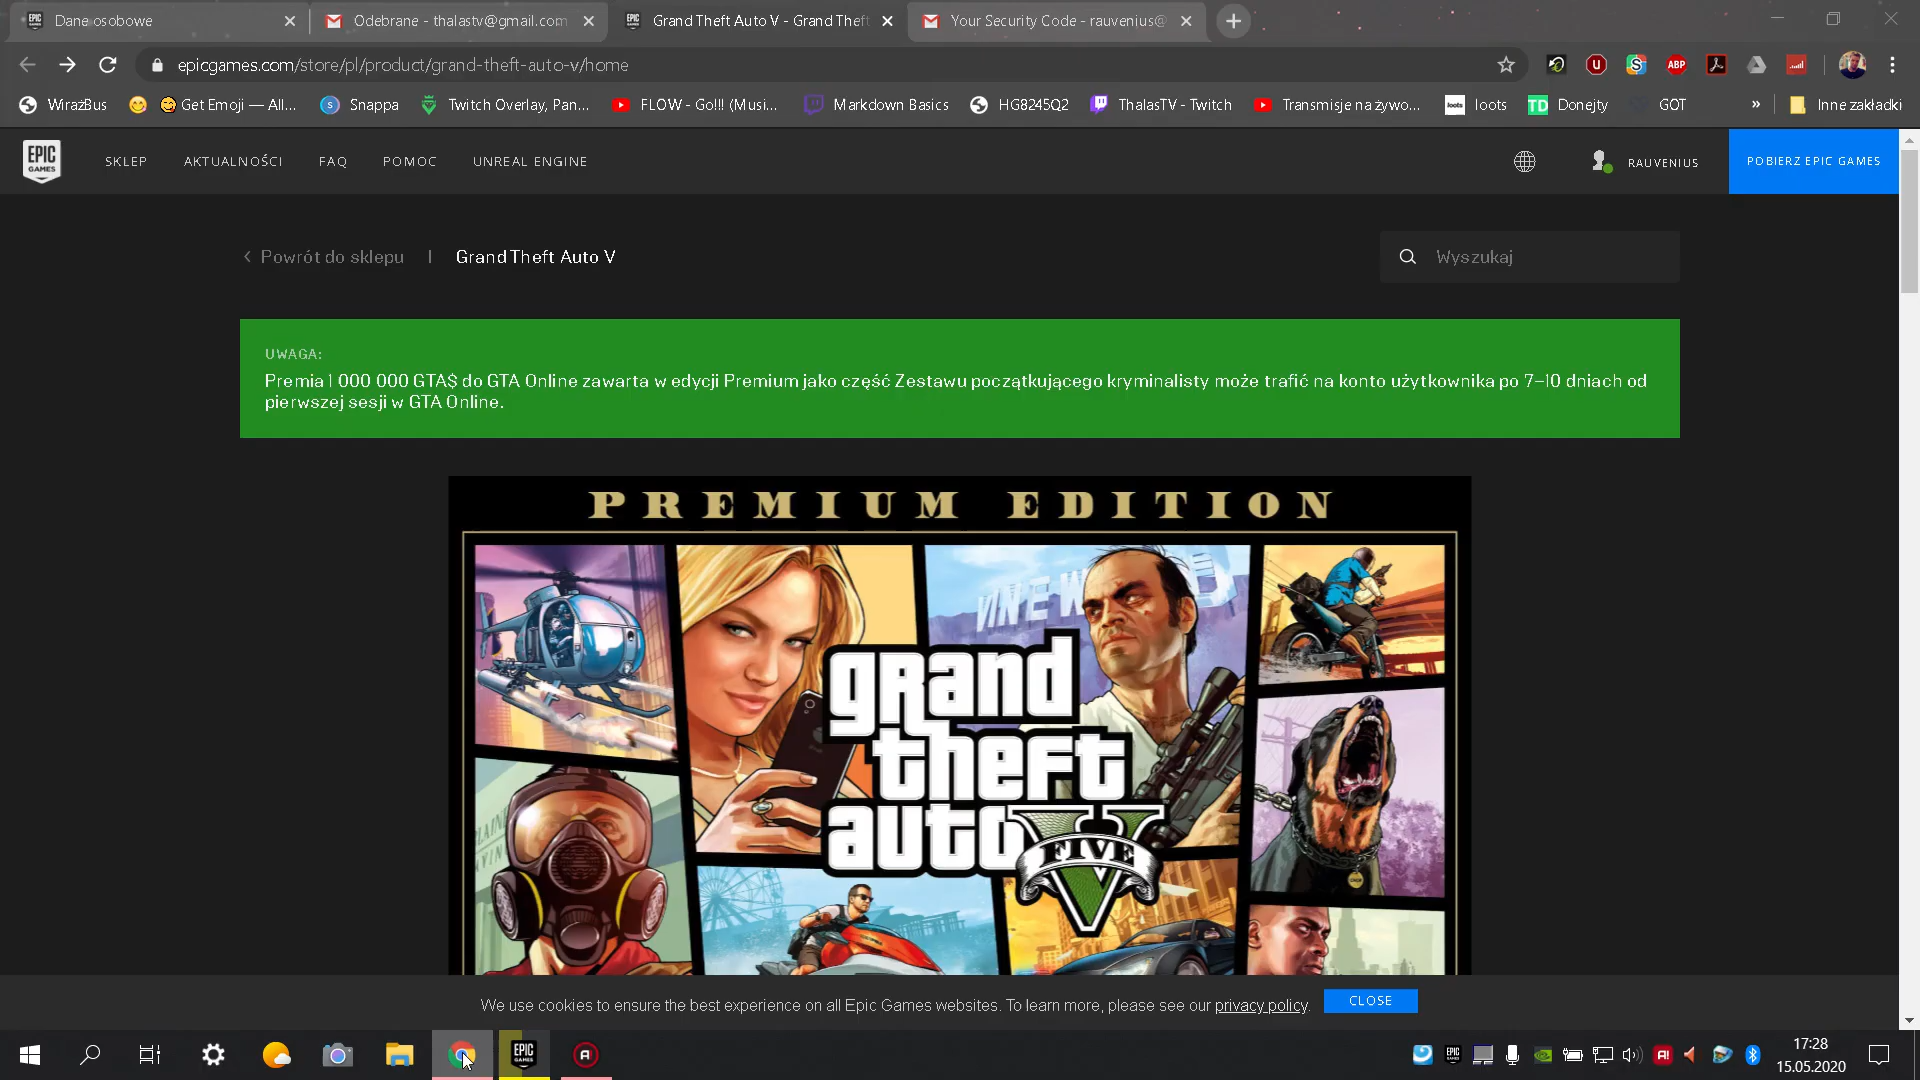 Dane osobowe
Odebrane - thalastv@gmail.com
Grand Theft Auto V - Grand Theft
Your Security Code - rauvenius@
epicgames.com/store/pl/product/grand-theft-auto-v/home
WirażBus
Get Emoji — All...
Snappa
Twitch Overlay, Pan...
FLOW - Go!!! (Musi...
Markdown Basics
HG8245Q2
ThalasTV - Twitch
Transmisje na żywo...
loots
Donejty
GOT
»
Inne zakładki
EPIC GAMES
SKLEP
AKTUALNOŚCI
FAQ
POMOC
UNREAL ENGINE
RAUVENIUS
POBIERZ EPIC GAMES
Powrót do sklepu
Grand Theft Auto V
Wyszukaj
UWAGA:
Premia 1 000 000 GTA$ do GTA Online zawarta w edycji Premium jako część Zestawu początkującego kryminalisty może trafić na konto użytkownika po 7–10 dniach od
pierwszej sesji w GTA Online.
PREMIUM EDITION
VINEW
grand
theft
auto V
FIVE
We use cookies to ensure the best experience on all Epic Games websites. To learn more, please see our privacy policy.
CLOSE
EPIC GAMES
17:28
15.05.2020